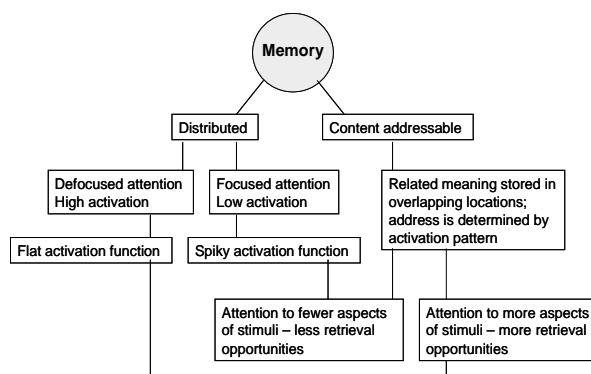 Memory
Distributed
Content addressable
Defocused attention
High activation
Focused attention
Low activation
Related meaning stored in
overlapping locations;
address is determined by
activation pattern
Flat activation function
Spiky activation function
Attention to fewer aspects
of stimuli – less retrieval
opportunities
Attention to more aspects
of stimuli – more retrieval
opportunities